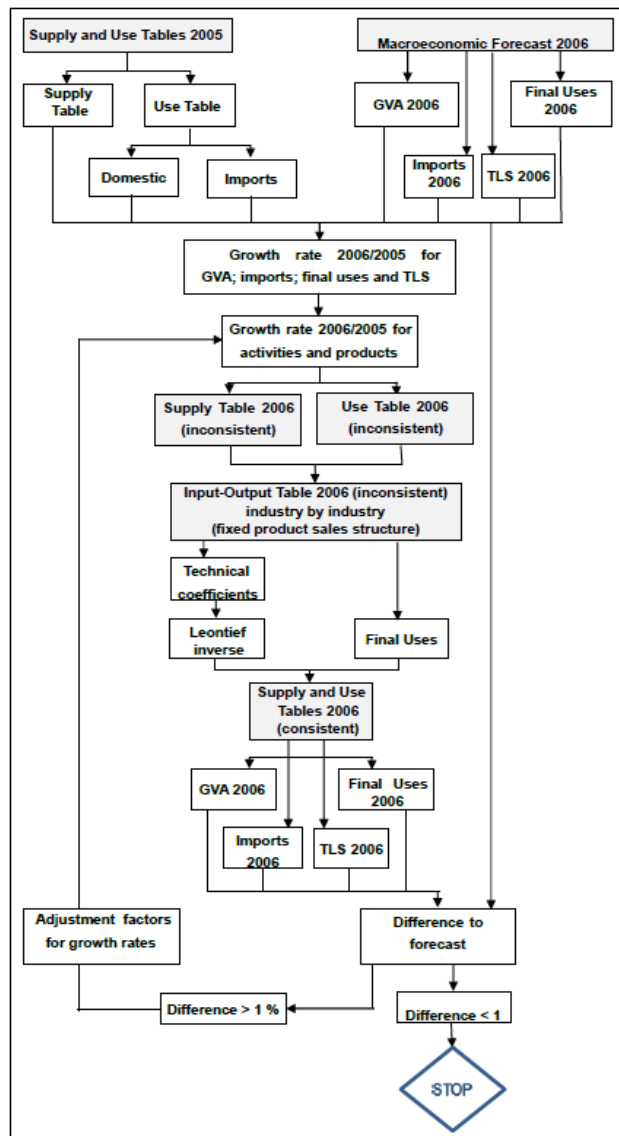 Supply and Use Tables 2005
Macroeconomic Forecast 2006
Supply
Table
Use Table
GVA 2006
Final Uses
2006
Domestic
Imports
Imports
2006
TLS 2006
Growth rate 2006/2005 for
GVA; imports; final uses and TLS
Growth rate 2006/2005 for
activities and products
Supply Table 2006
(inconsistent)
Use Table 2006
(inconsistent)
Input-Output Table 2006 (inconsistent)
industry by industry
(fixed product sales structure)
Technical
coefficients
Leontief
inverse
Final Uses
Supply and Use
Tables 2006
(consistent)
GVA 2006
Final Uses
2006
Imports
2006
TLS 2006
Adjustment factors
for growth rates
Difference to
forecast
Difference > 1 %
Difference < 1
STOP